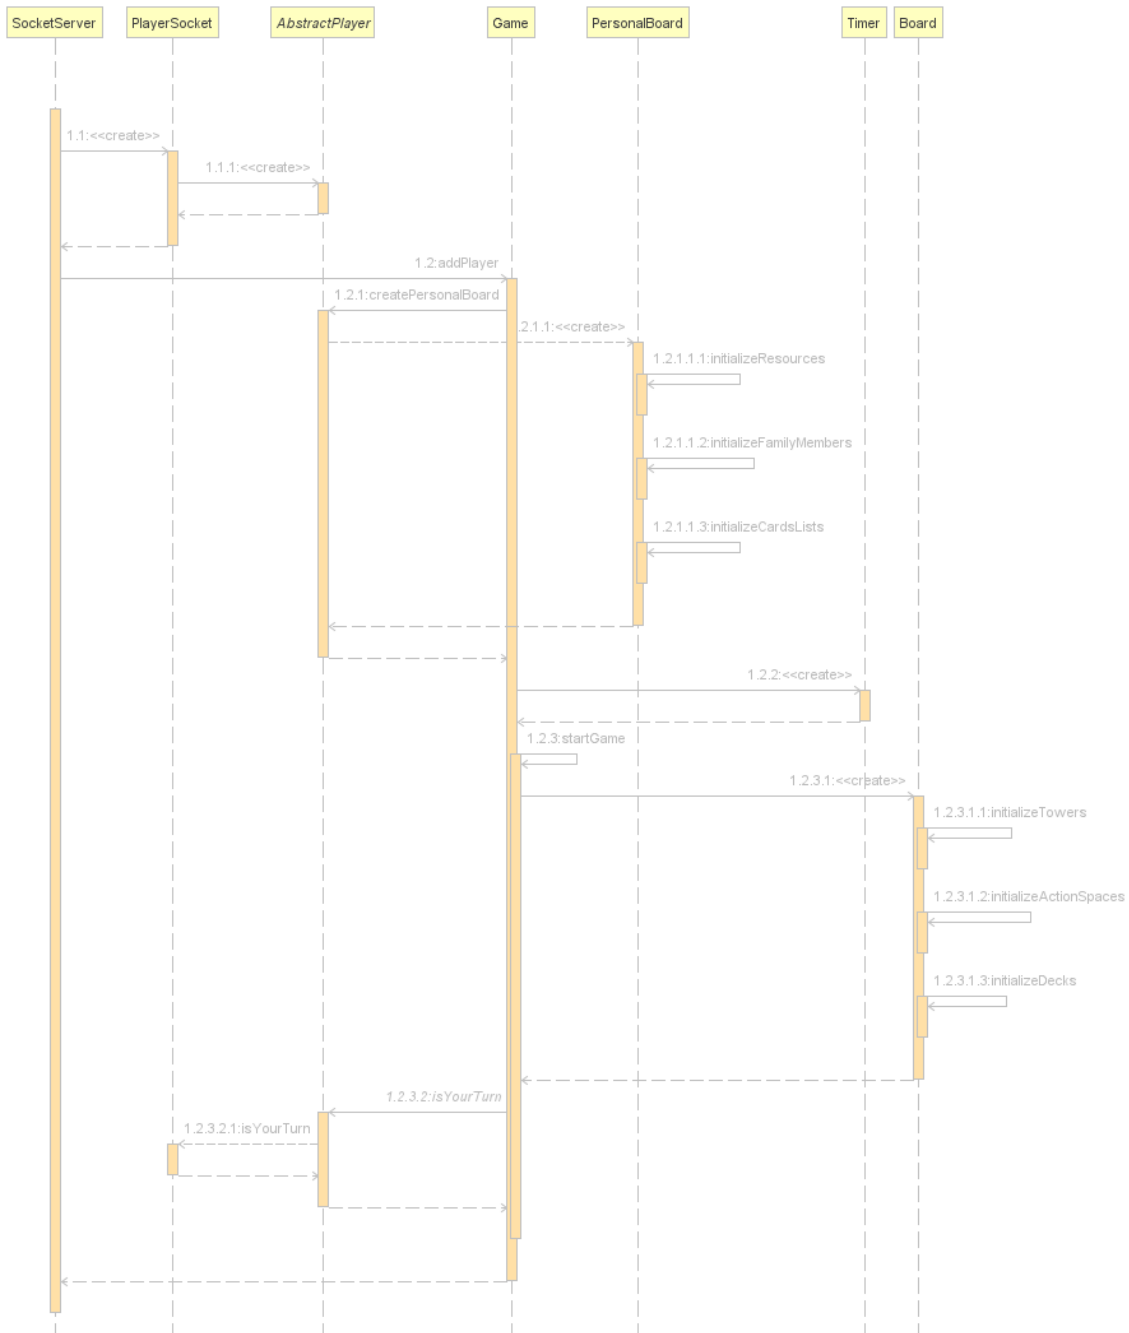 SocketServer
PlayerSocket
AbstractPlayer
Game
PersonalBoard
Timer
Board
1.1:<<create>>
1.1.1:<<create>>
1.2:addPlayer
1.2.1:createPersonalBoard
.2.1.1:<<create>>
1.2.1.1.1:initializeResources
1.2.1.1.2:initializeFamilyMembers
1.2.1.1.3:initializeCardsLists
1.2.2:<<create>>
1.2.3:startGame
1.2.3.1:<<create>>
1.2.3.1.1:initializeTowers
1.2.3.1.2:initializeActionSpaces
1.2.3.1.3:initializeDecks
1.2.3.2:isYourTurn
1.2.3.2.1:isYourTurn